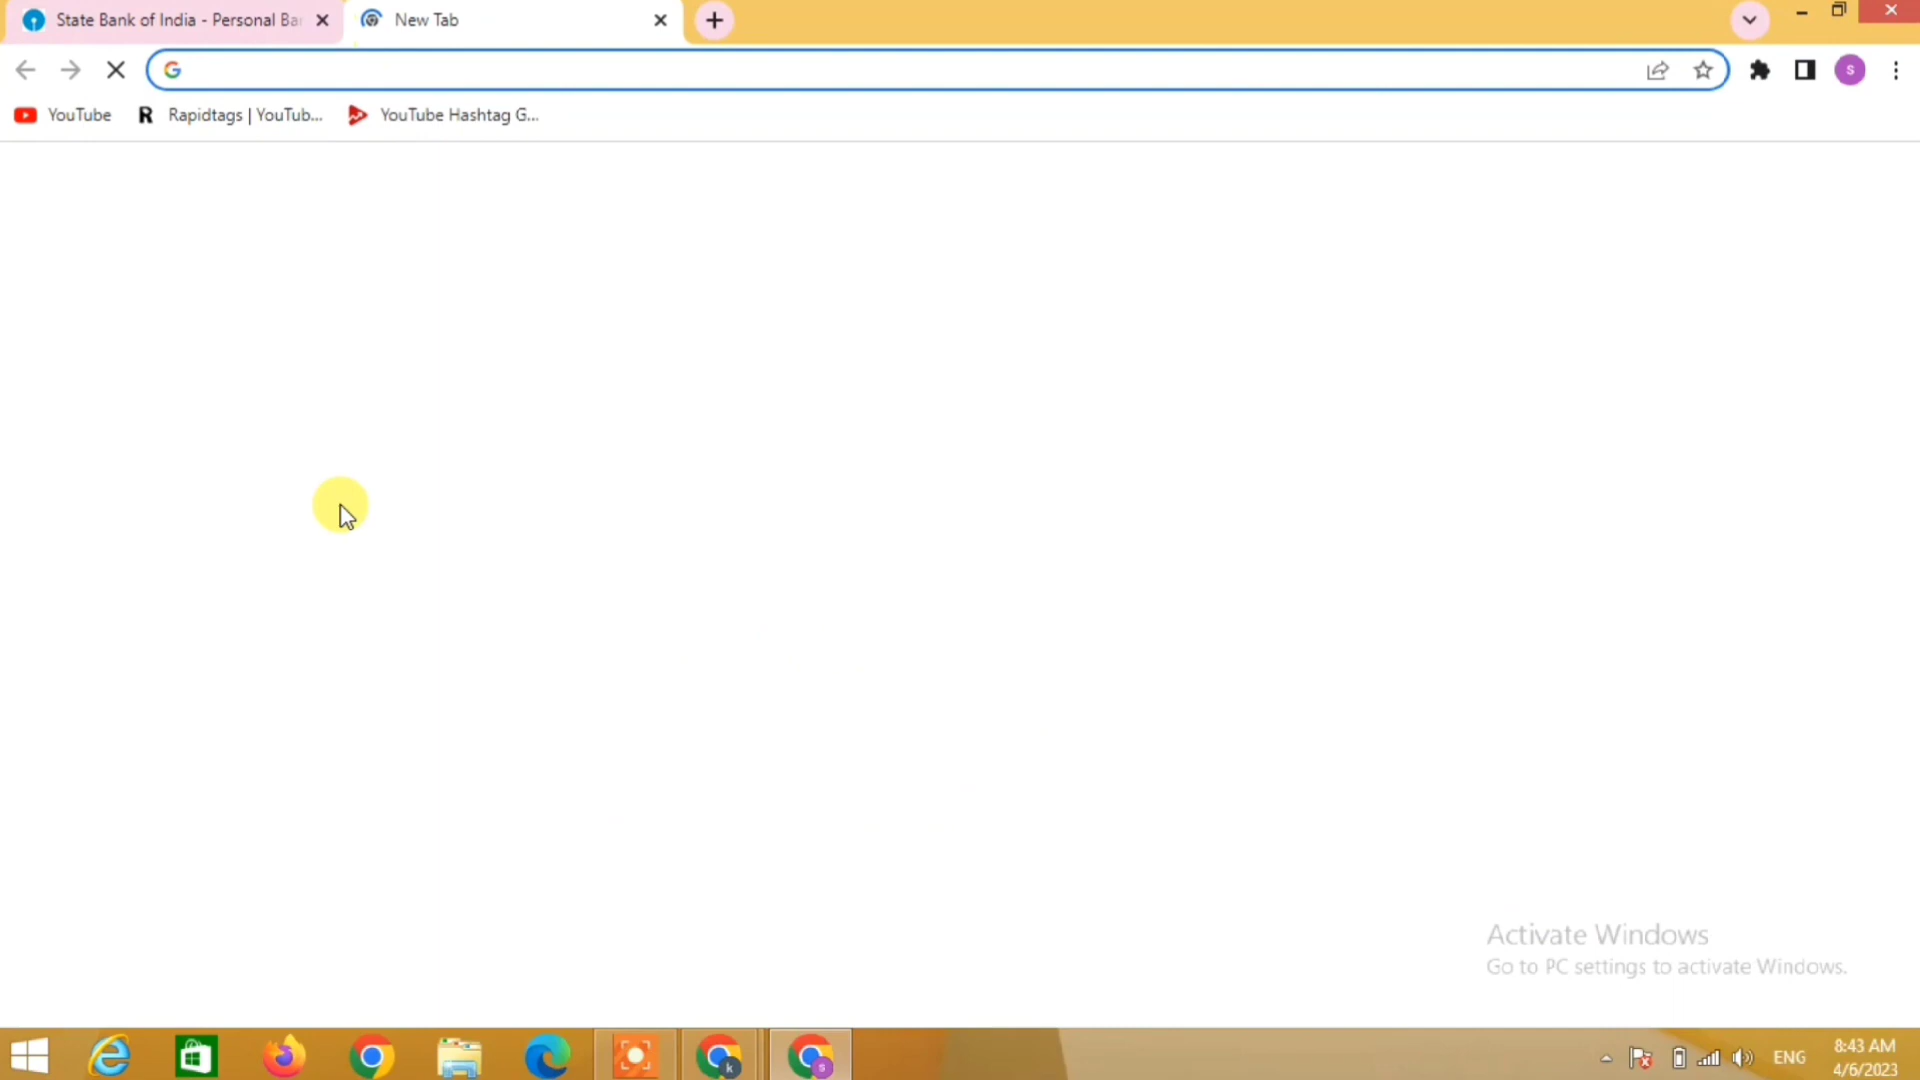 State Bank of India - Personal Ba
New Tab
s
YouTube
R Rapidtags | YouTub...
YouTube Hashtag G...
Activate Windows
Go to PC settings to activate Windows.
k
s
ENG
8:43 AM
4/6/2023